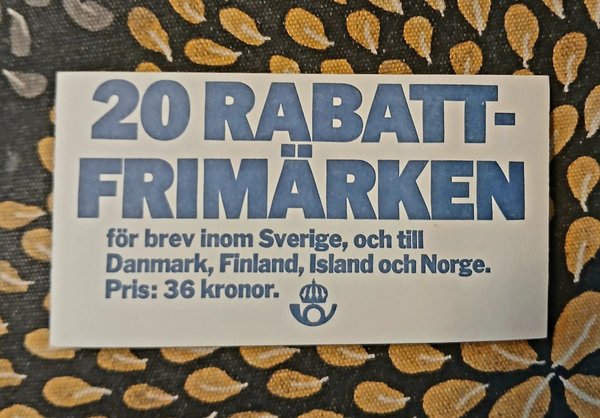 20 RABATT-
FRIMÄRKEN
för brev inom Sverige, och till
Danmark, Finland, Island och Norge.
Pris: 36 kronor.